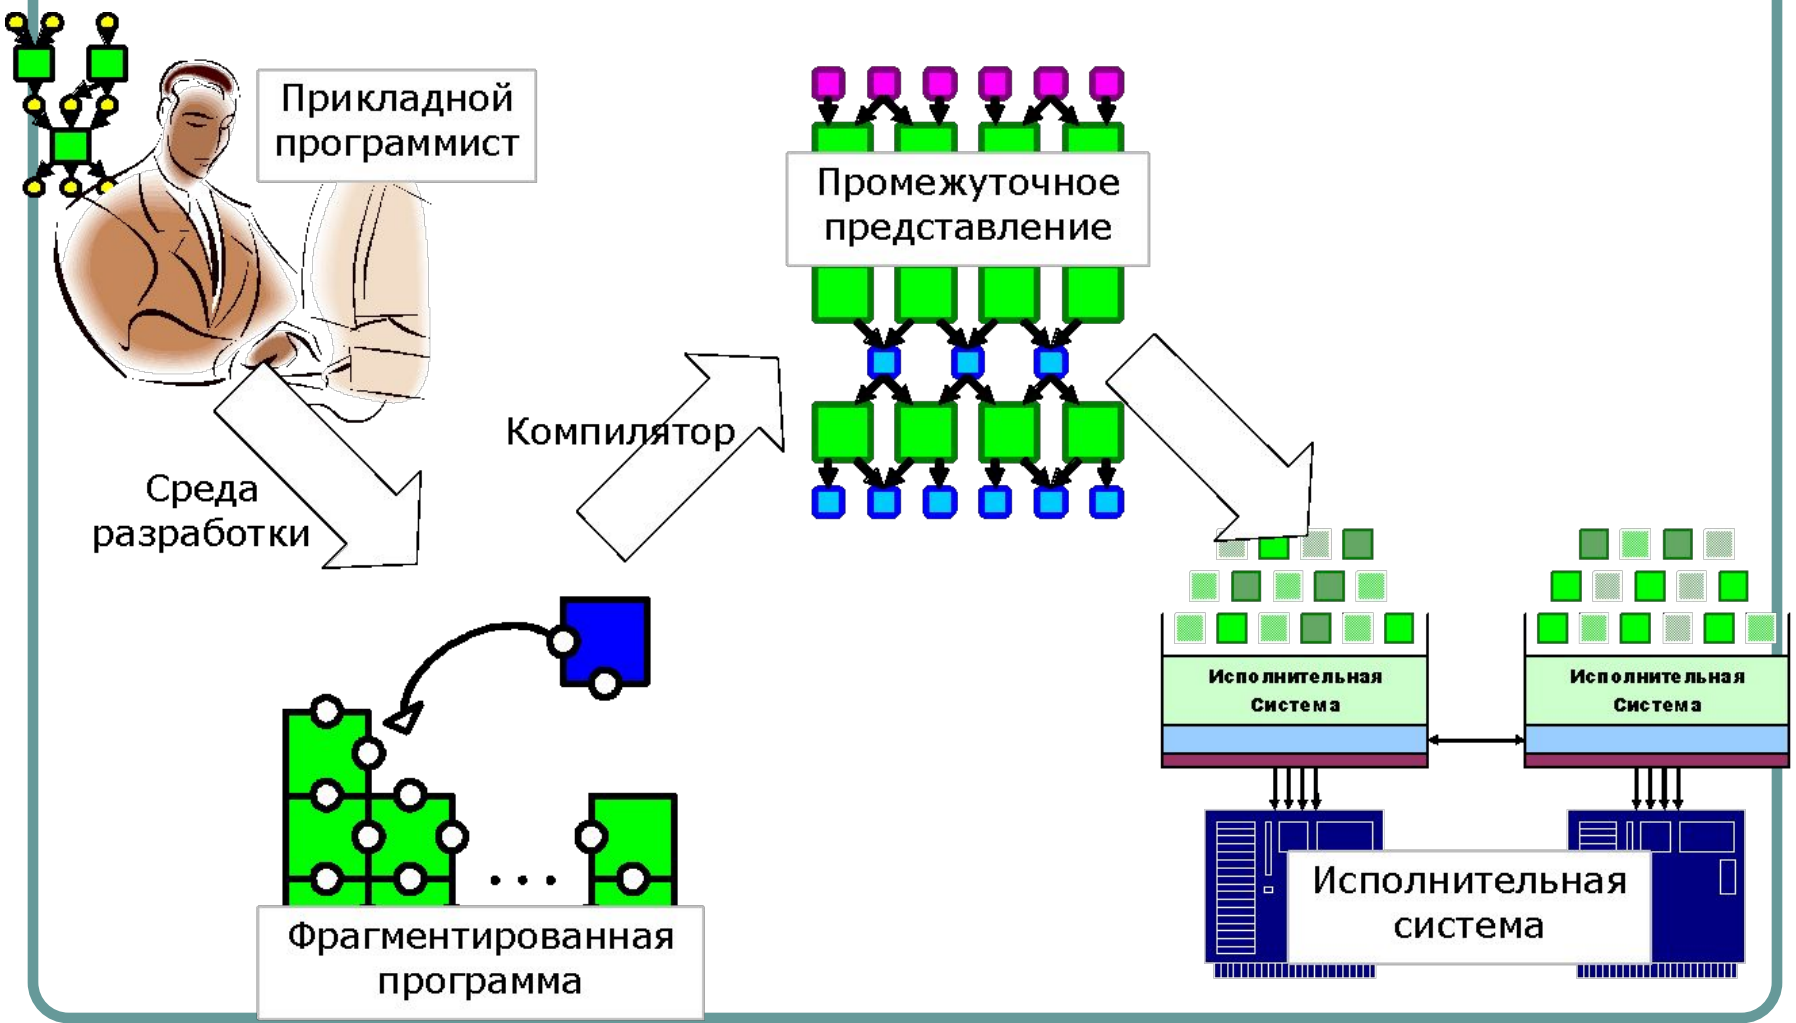 Прикладной
программист
Промежуточное
представление
Компилятор
Среда
разработки
Исполнительная
Система
Исполнительная
Система
Фрагментированная
программа
Исполнительная
система